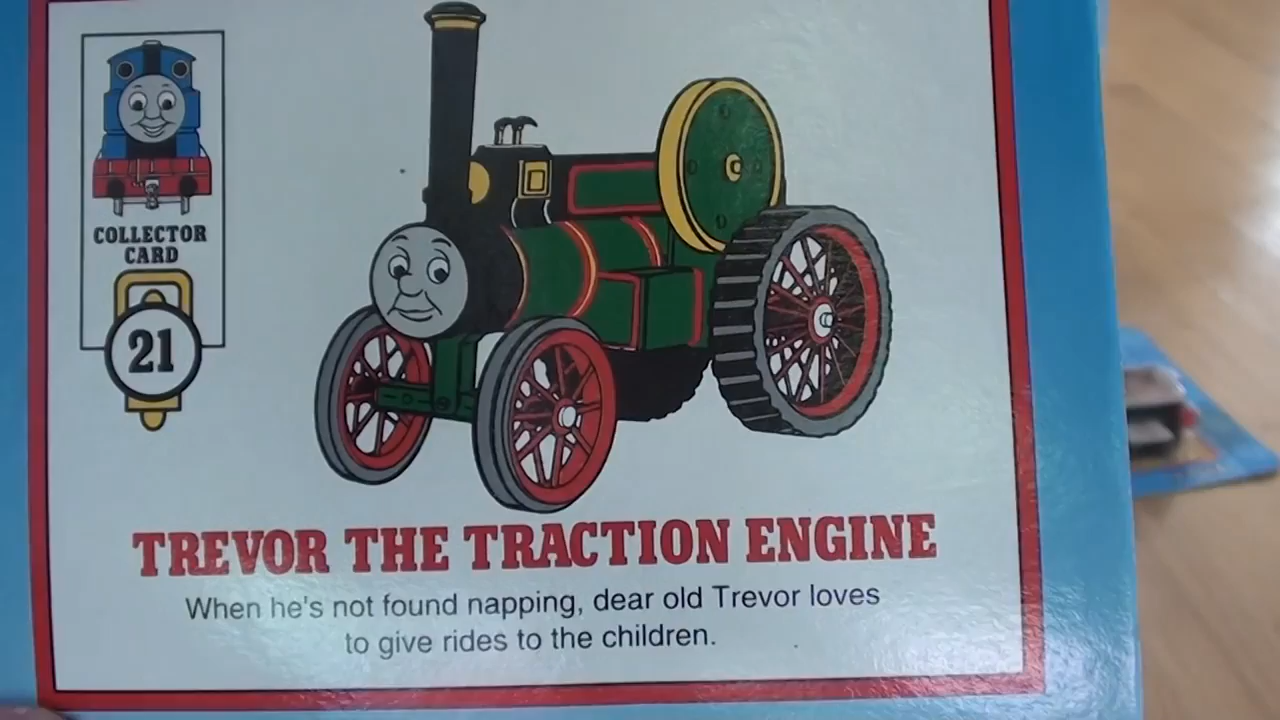 COLLECTOR
CARD
21
TREVOR THE TRACTION ENGINE
When he's not found napping, dear old Trevor loves
to give rides to the children.